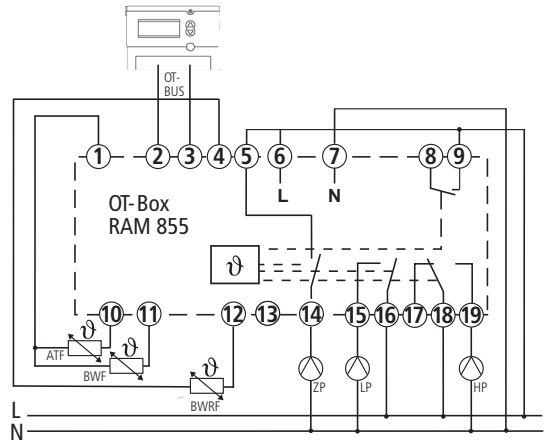 OT-
BUS
1 2 3 4 5 6 7 8 9
L N
OT-Box
RAM 855
ϑ
10 11 12 13 14 15 16 17 18 19
ϑ
ATF
ϑ
BWF
ϑ
BWRF
ZP LP HP
L
N